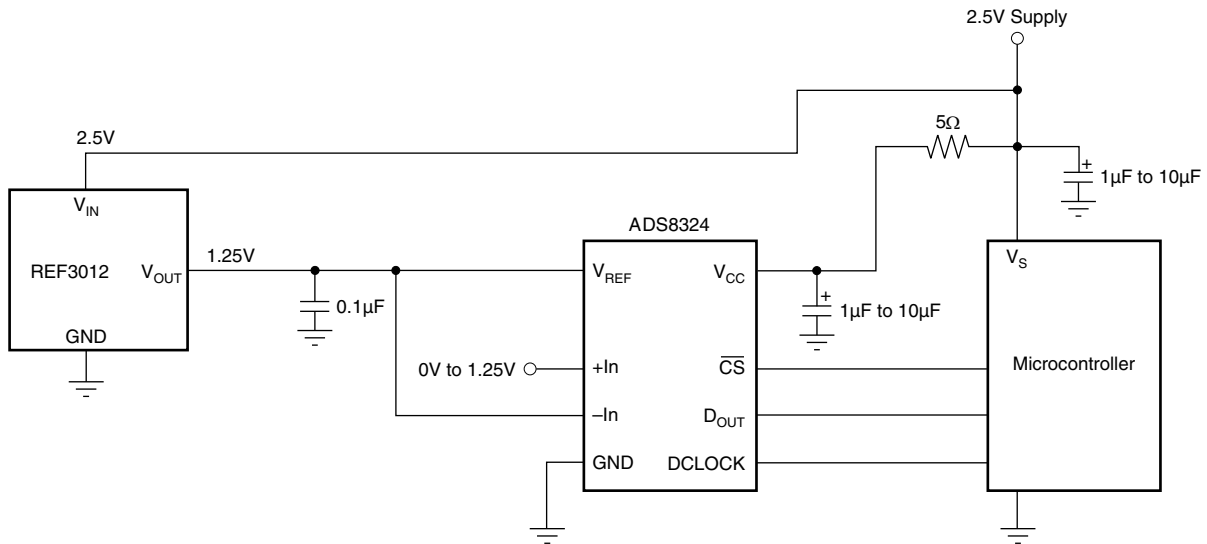 2.5V Supply
2.5V
5Ω
+
1µF to 10µF
V_IN
REF3012
V_OUT
GND
1.25V
0.1µF
0V to 1.25V
ADS8324
V_REF
V_CC
+
1µF to 10µF
+In
C̅S̅
–In
D_OUT
GND
DCLOCK
V_S
Microcontroller